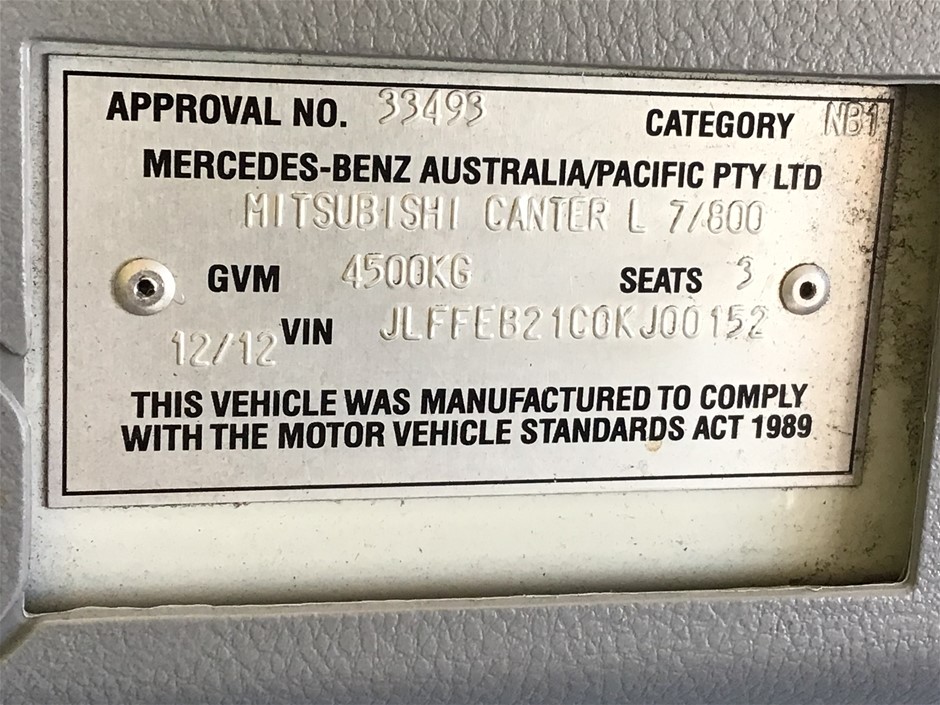 APPROVAL NO. 33493 CATEGORY NB1
MERCEDES-BENZ AUSTRALIA/PACIFIC PTY LTD
MITSUBISHI CANTER L 7/800
GVM 4500KG SEATS 3
12/12 VIN JLFFEB21C0KJ00152
THIS VEHICLE WAS MANUFACTURED TO COMPLY
WITH THE MOTOR VEHICLE STANDARDS ACT 1989